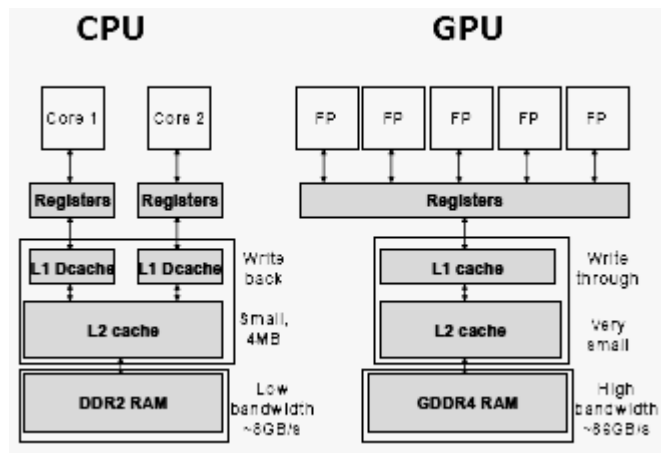 CPU
GPU
Core 1
Core 2
FP
FP
FP
FP
FP
Registers
Registers
Registers
L1 Dcache
L1 Dcache
Write
back
L1 cache
Write
through
L2 cache
Small,
4MB
L2 cache
Very
small
DDR2 RAM
Low
bandwidth
GDDR4 RAM
High
bandwidth